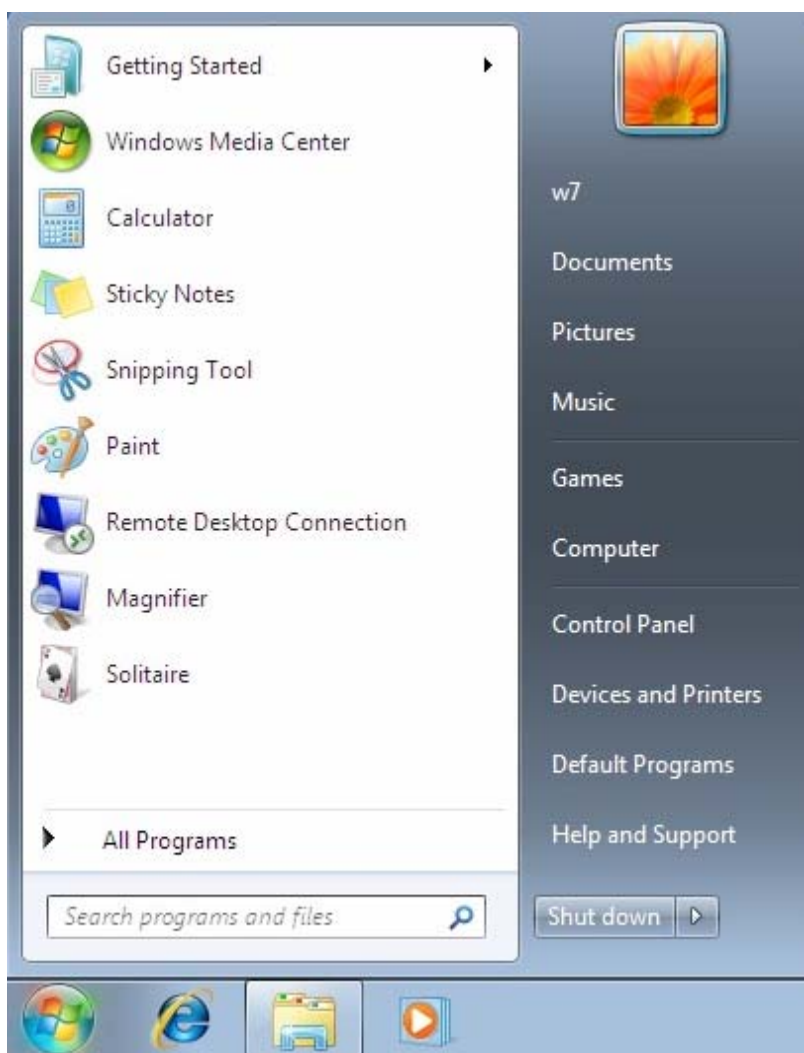 Getting Started
Windows Media Center
Calculator
Sticky Notes
Snipping Tool
Paint
Remote Desktop Connection
Magnifier
Solitaire
All Programs
Search programs and files
w7
Documents
Pictures
Music
Games
Computer
Control Panel
Devices and Printers
Default Programs
Help and Support
Shut down